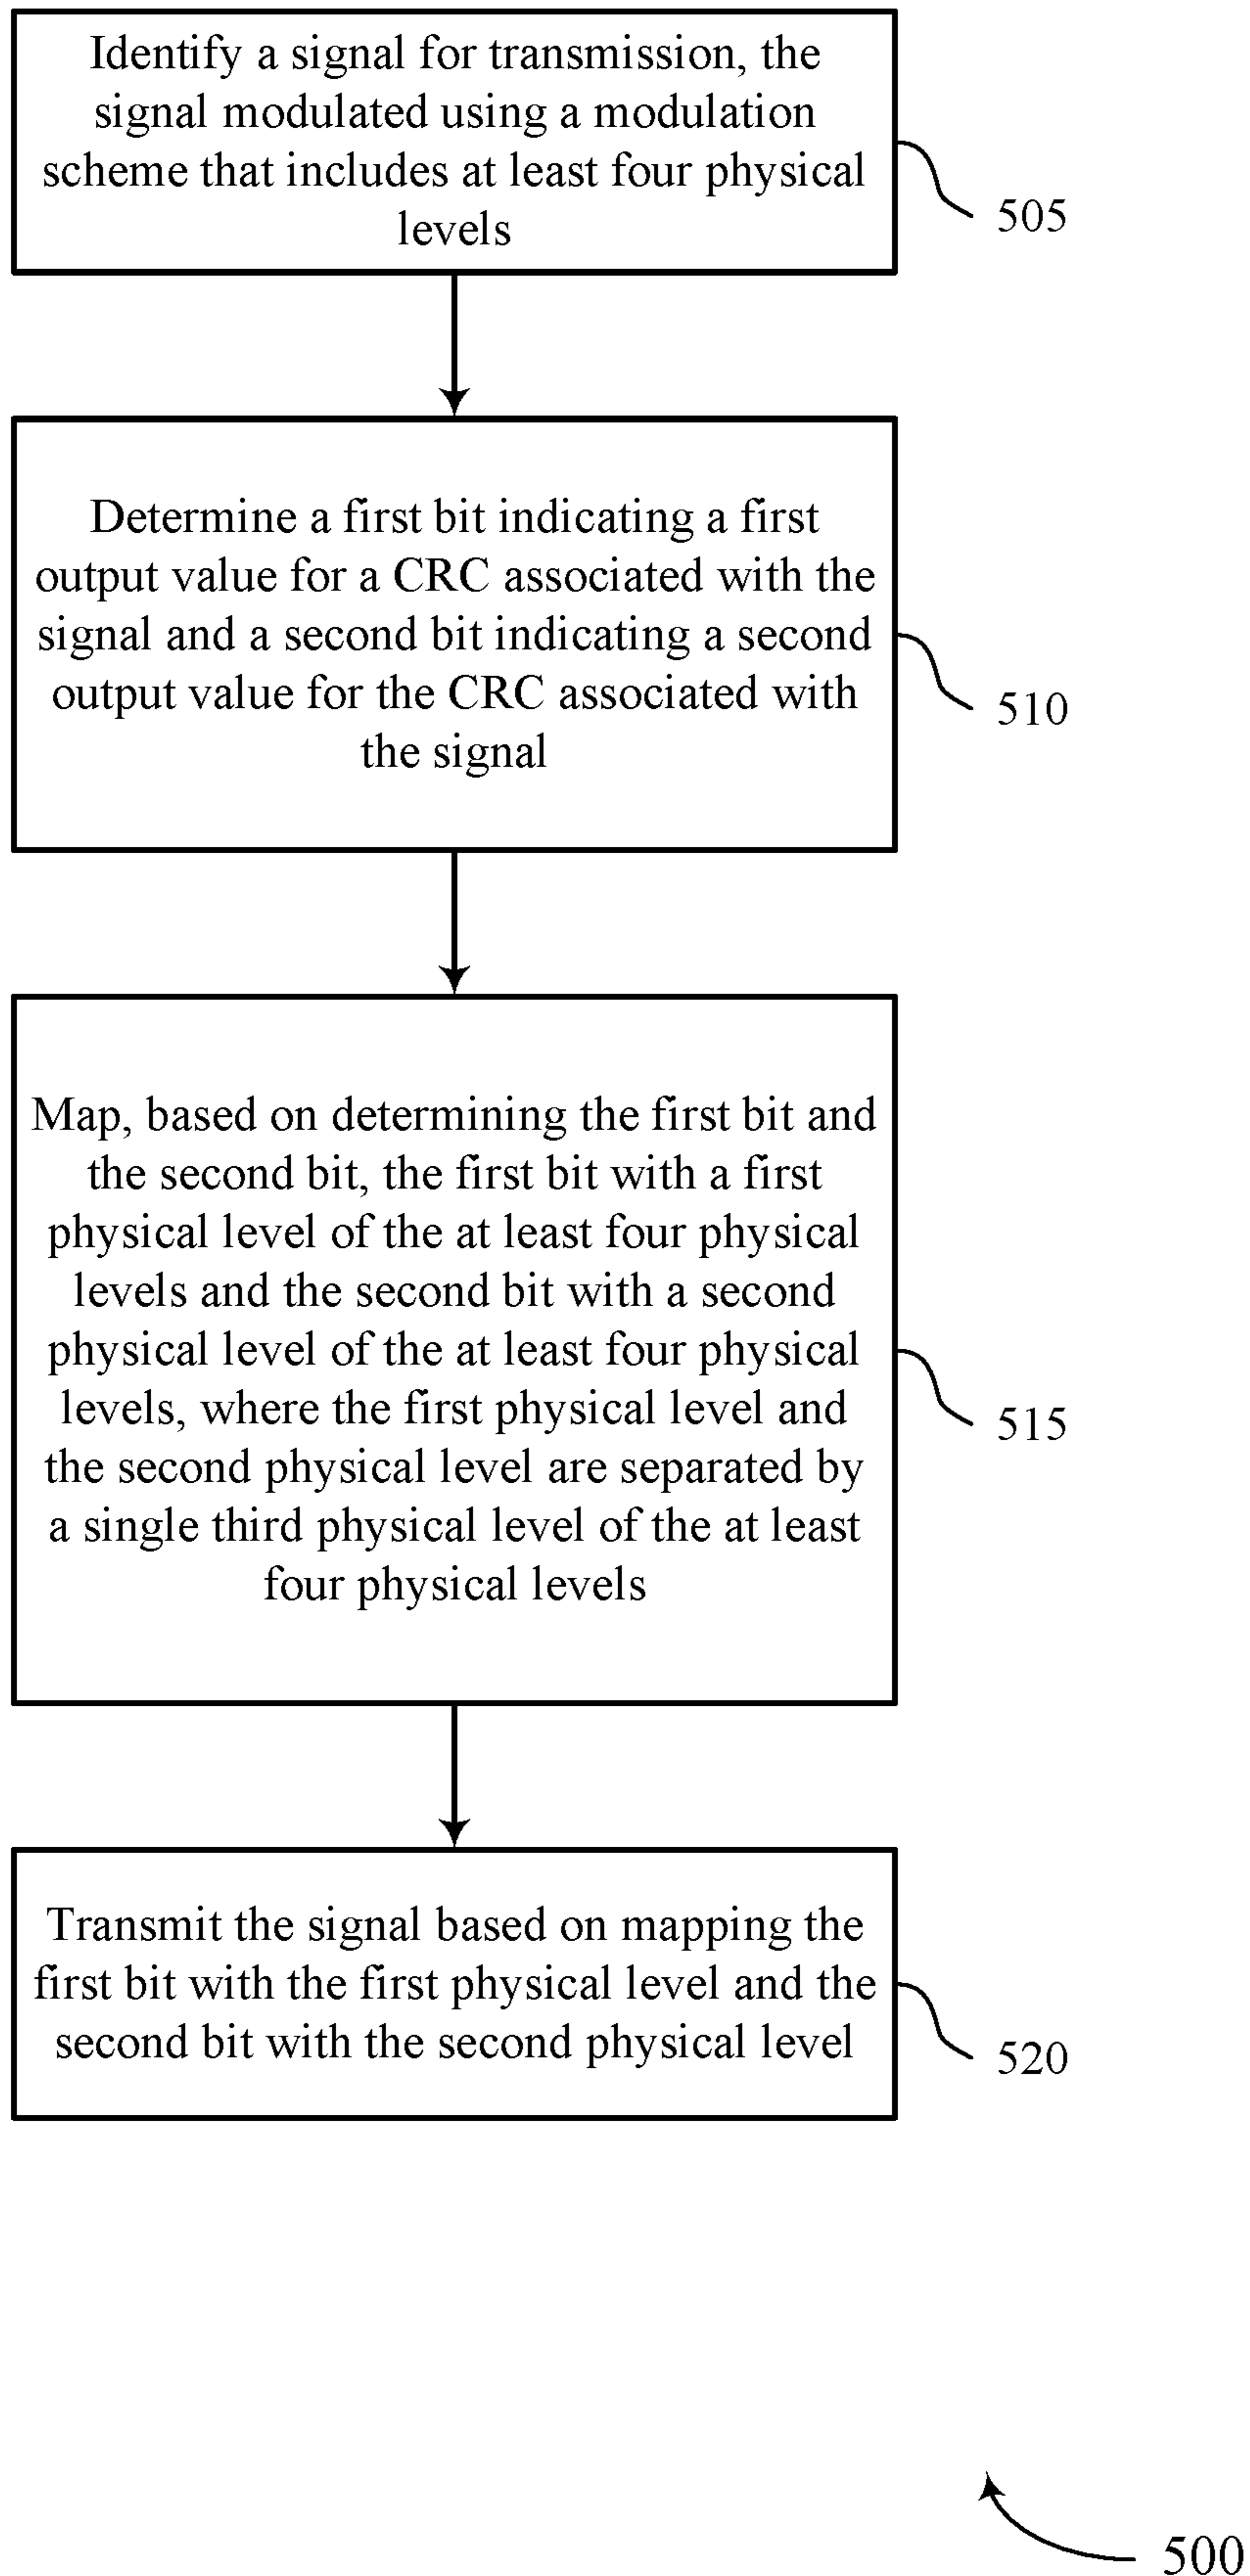 Identify a signal for transmission, the
signal modulated using a modulation
scheme that includes at least four physical
levels
505
Determine a first bit indicating a first
output value for a CRC associated with the
signal and a second bit indicating a second
output value for the CRC associated with
the signal
510
Map, based on determining the first bit and
the second bit, the first bit with a first
physical level of the at least four physical
levels and the second bit with a second
physical level of the at least four physical
levels, where the first physical level and
the second physical level are separated by
a single third physical level of the at least
four physical levels
515
Transmit the signal based on mapping the
first bit with the first physical level and the
second bit with the second physical level
520
500